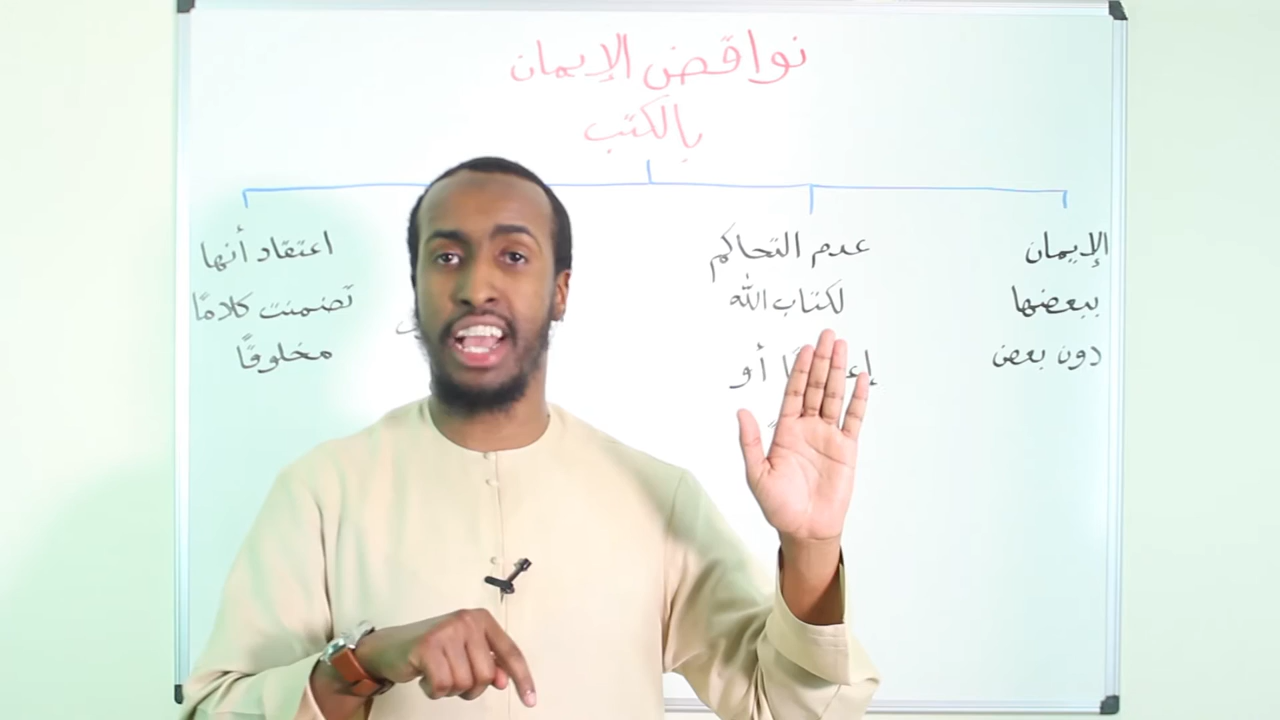 نواقض الإيمان
بالكتب
الإيمان
ببعضها
دون بعض
عدم التحاكم
لكتاب الله
أو
اعتقاد أنها
تضمنت كلامًا
مخلوقًا